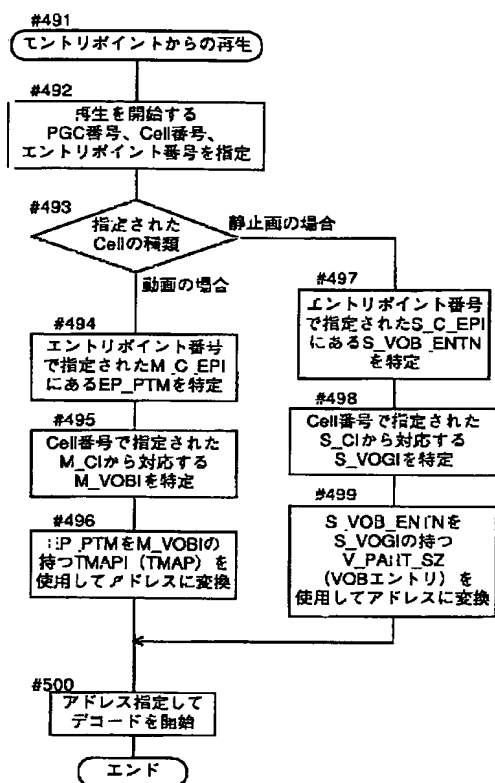 #491
エントリポイントからの再生
#492
再生を開始する
PGC番号、Cell番号、
エントリポイント番号を指定
#493
指定された
Cellの種類
静止画の場合
動画の場合
#494
エントリポイント番号
で指定されたM_C_EPI
にあるEP_PTMを特定
#495
Cell番号で指定された
M_CIから対応する
M_VOBIを特定
#496
EP_PTMをM_VOBIの
持つTMAPI（TMAP）を
使用してアドレスに変換
#497
エントリポイント番号
で指定されたS_C_EPI
にあるS_VOB_ENTN
を特定
#498
Cell番号で指定された
S_CIから対応する
S_VOGIを特定
#499
S_VOB_ENTNを
S_VOGIの持つ
V_PART_SZ
（VOBエントリ）を
使用してアドレスに変換
#500
アドレス指定して
デコードを開始
エンド